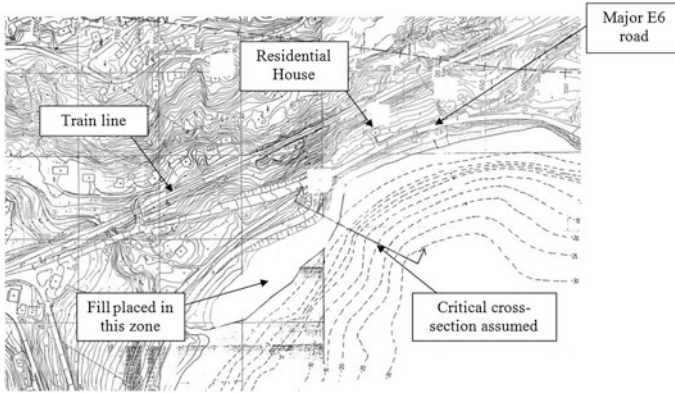 Major E6
road
Residential
House
Train line
Fill placed in
this zone
Critical cross-
section assumed